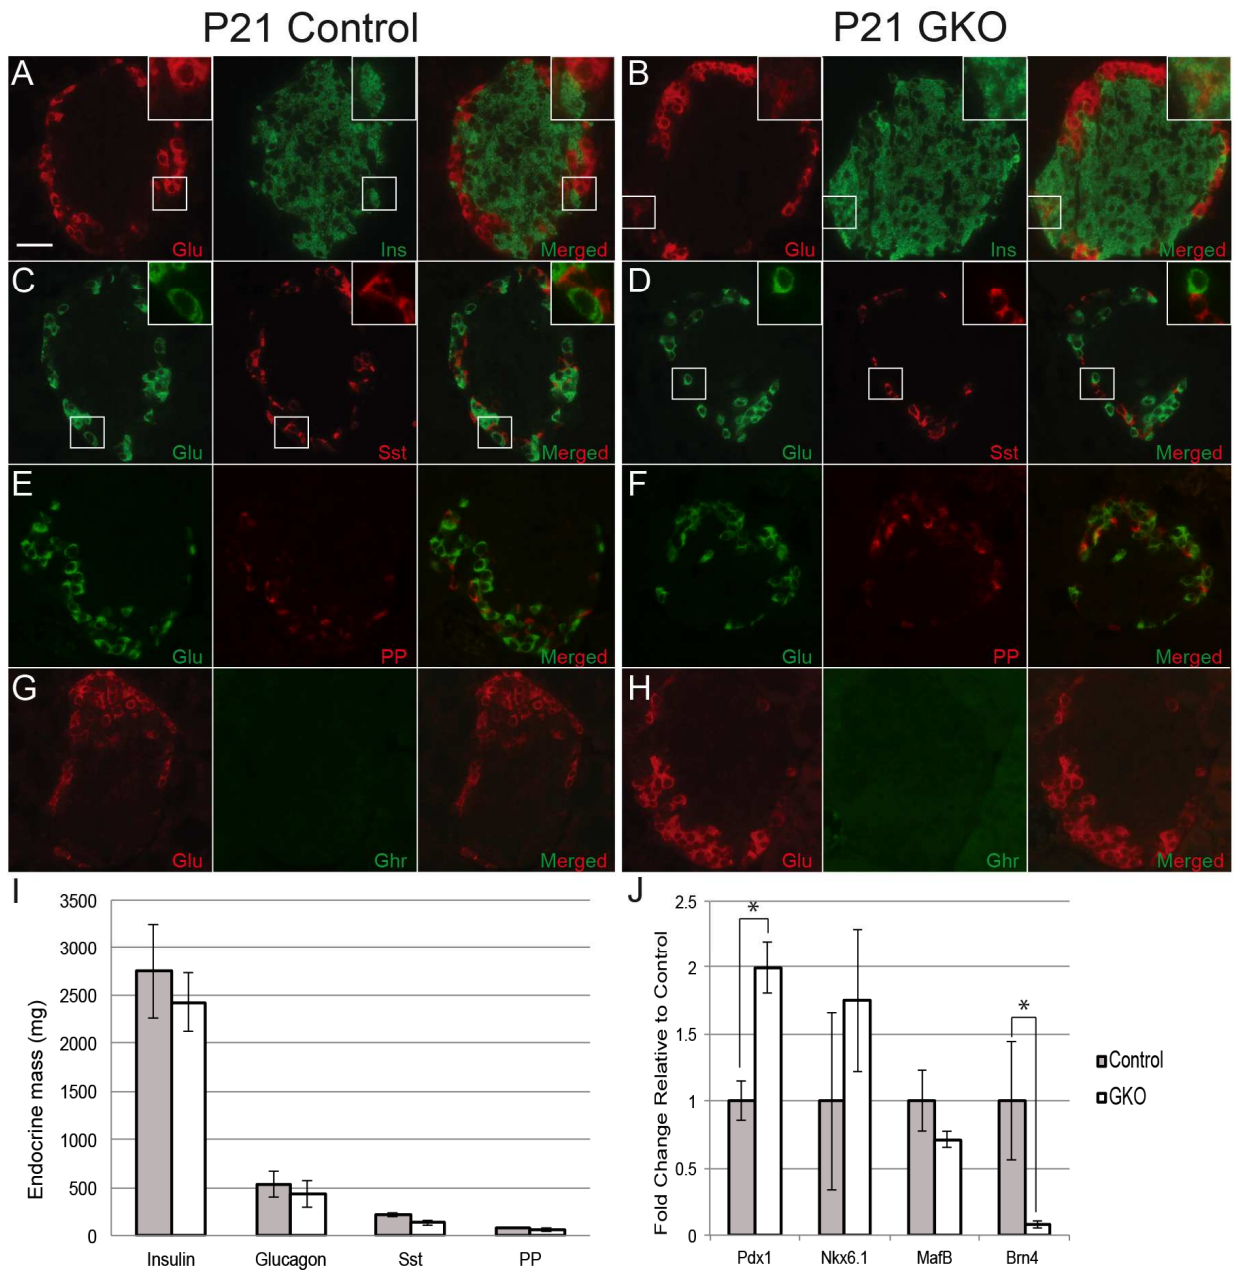 P21 Control P21 GKO
A Glu Ins Merged B Glu Ins Merged
C Glu Sst Merged D Glu Sst Merged
E Glu PP Merged F Glu PP Merged
G Glu Ghr Merged H Glu Ghr Merged
I
Endocrine mass (mg)
3500
3000
2500
2000
1500
1000
500
0
Insulin Glucagon Sst PP
J
Fold Change Relative to Control
2.5
2
1.5
1
0.5
0
* *
Pdx1 Nkx6.1 MafB Brn4
Control
GKO